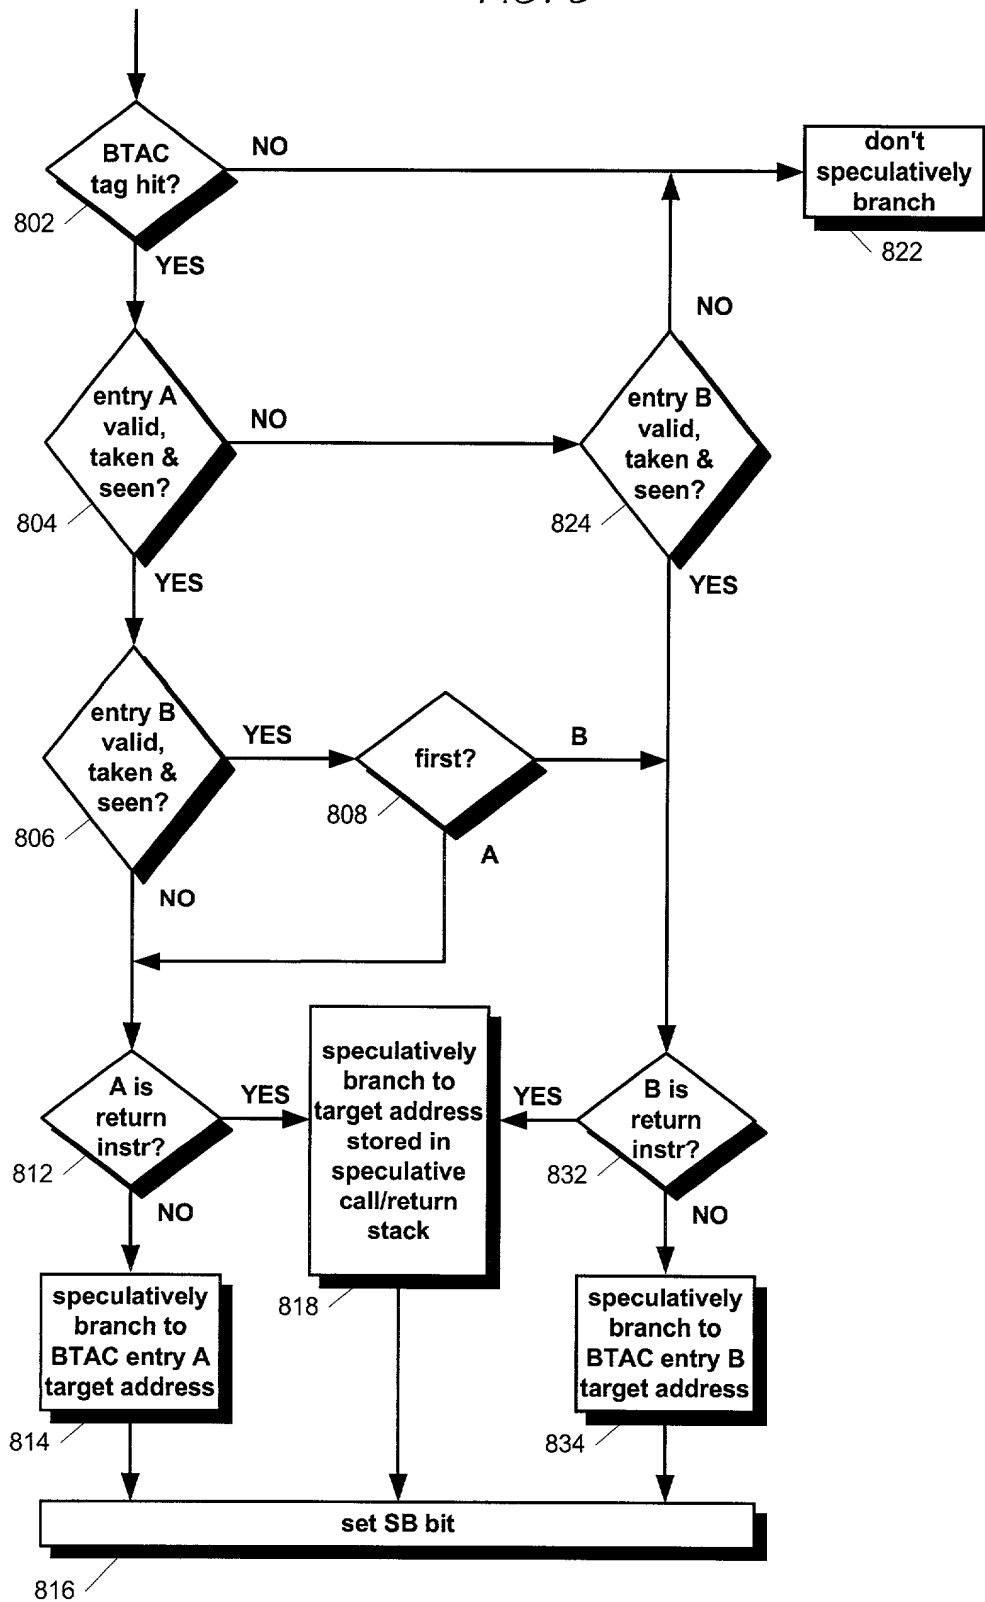 BTAC
tag hit?
NO
802
YES
don't
speculatively
branch
822
entry A
valid,
taken &
seen?
NO
804
YES
NO
entry B
valid,
taken &
seen?
824
YES
entry B
valid,
taken &
seen?
YES
806
NO
first?
B
808
A
A is
return
instr?
YES
812
NO
speculatively
branch to
target address
stored in
speculative
call/return
stack
818
YES
B is
return
instr?
832
NO
speculatively
branch to
BTAC entry A
target address
814
speculatively
branch to
BTAC entry B
target address
834
set SB bit
816